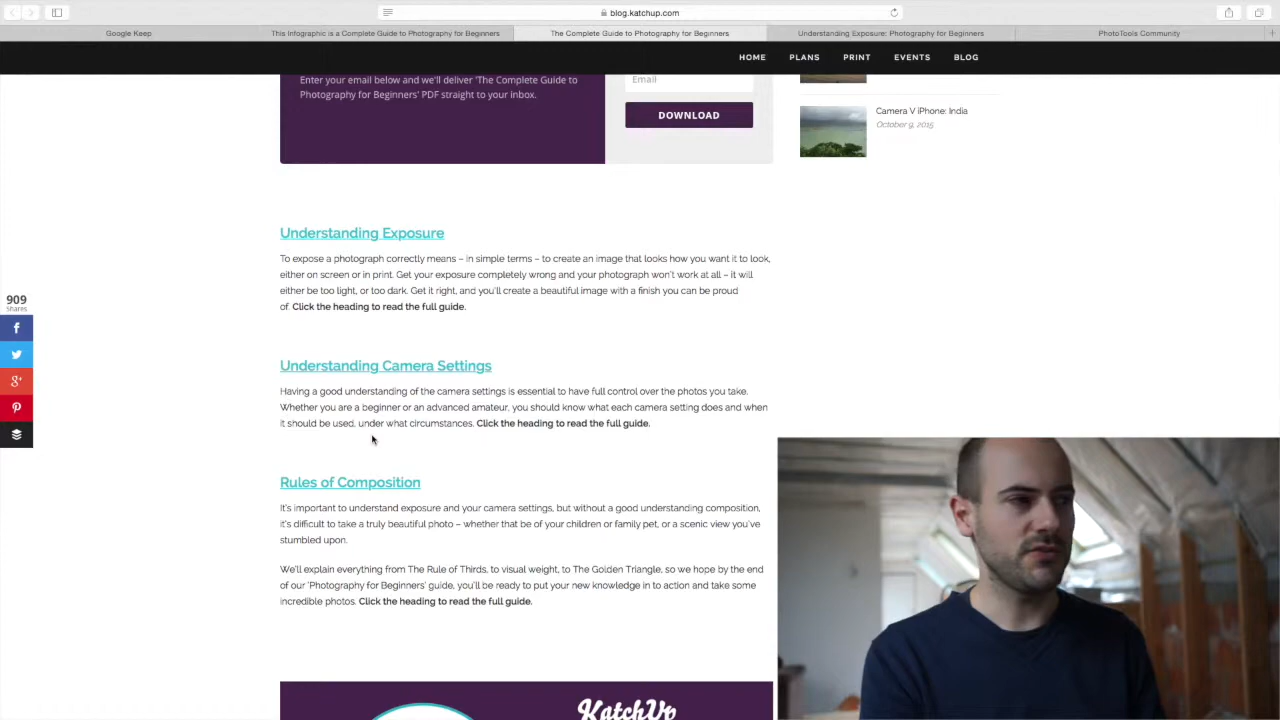 blog.katchup.com
Google Keep
This Infographic is a Complete Guide to Photography for Beginners
The Complete Guide to Photography for Beginners
Understanding Exposure: Photography for Beginners
PhotoTools Community
HOME
PLANS
PRINT
EVENTS
BLOG
Enter your email below and we'll deliver 'The Complete Guide to
Photography for Beginners' PDF straight to your inbox.
Email
DOWNLOAD
Camera V iPhone: India
October 9, 2015
Understanding Exposure
To expose a photograph correctly means – in simple terms – to create an image that looks how you want it to look,
either on screen or in print. Get your exposure completely wrong and your photograph won't work at all – it will
either be too light, or too dark. Get it right, and you'll create a beautiful image with a finish you can be proud
of. Click the heading to read the full guide.
909
shares
Understanding Camera Settings
Having a good understanding of the camera settings is essential to have full control over the photos you take.
Whether you are a beginner or an advanced amateur, you should know what each camera setting does and when
it should be used, under what circumstances. Click the heading to read the full guide.
Rules of Composition
It's important to understand exposure and your camera settings, but without a good understanding composition,
it's difficult to take a truly beautiful photo – whether that be of your children or family pet, or a scenic view you've
stumbled upon.
We'll explain everything from The Rule of Thirds, to visual weight, to The Golden Triangle, so we hope by the end
of our 'Photography for Beginners' guide, you'll be ready to put your new knowledge in to action and take some
incredible photos. Click the heading to read the full guide.
KatchUp